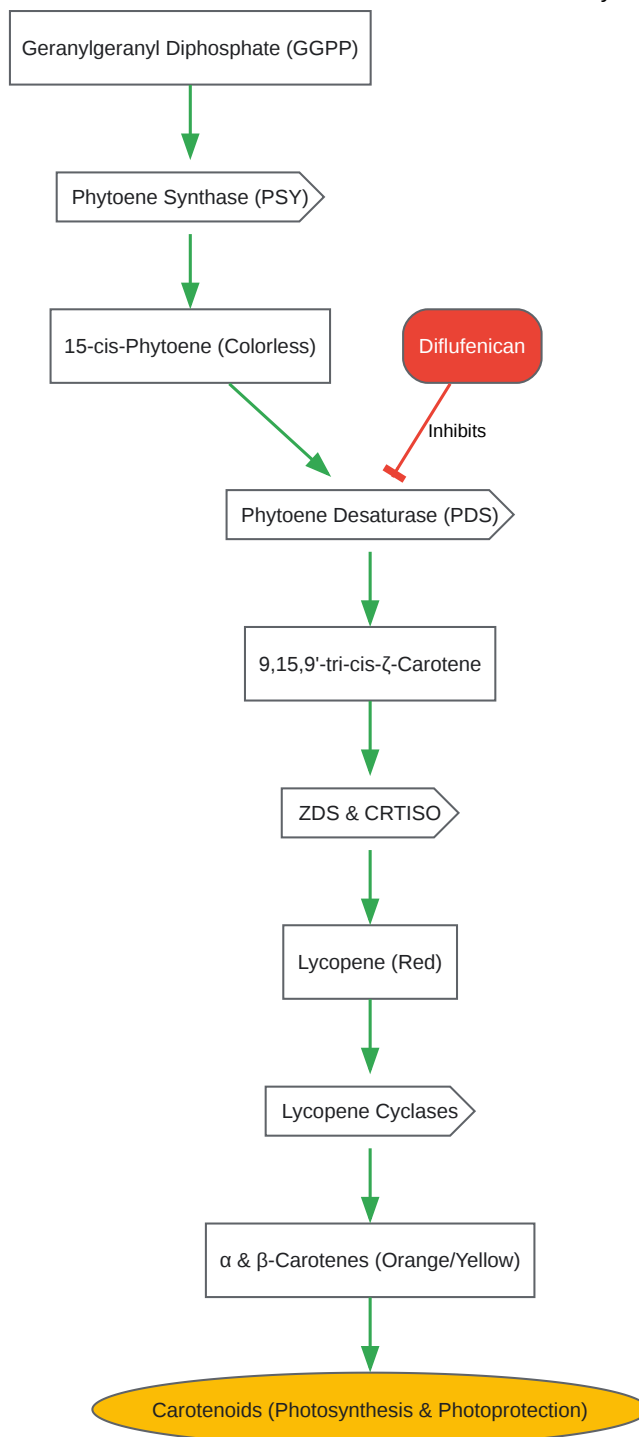 Geranylgeranyl Diphosphate (GGPP)
Phytoene Synthase (PSY)
15-cis-Phytoene (Colorless)
Diflufenican
Inhibits
Phytoene Desaturase (PDS)
9,15,9'-tri-cis-ζ-Carotene
ZDS & CRTISO
Lycopene (Red)
Lycopene Cyclases
α & β-Carotenes (Orange/Yellow)
Carotenoids (Photosynthesis & Photoprotection)